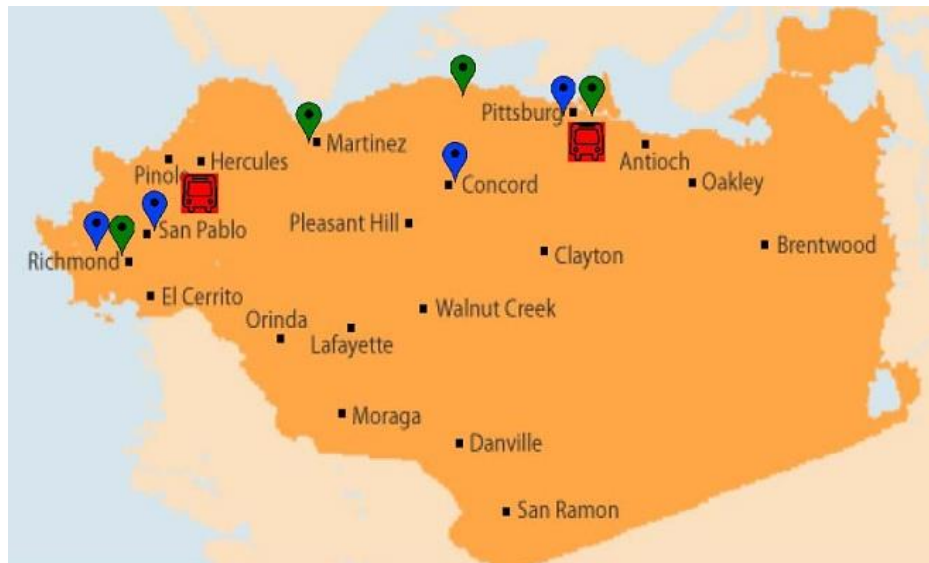 Pittsburg
Martinez
Antioch
Hercules
Pinole
Concord
Oakley
Pleasant Hill
San Pablo
Brentwood
Clayton
Richmond
El Cerrito
Walnut Creek
Orinda
Lafayette
Moraga
Danville
San Ramon